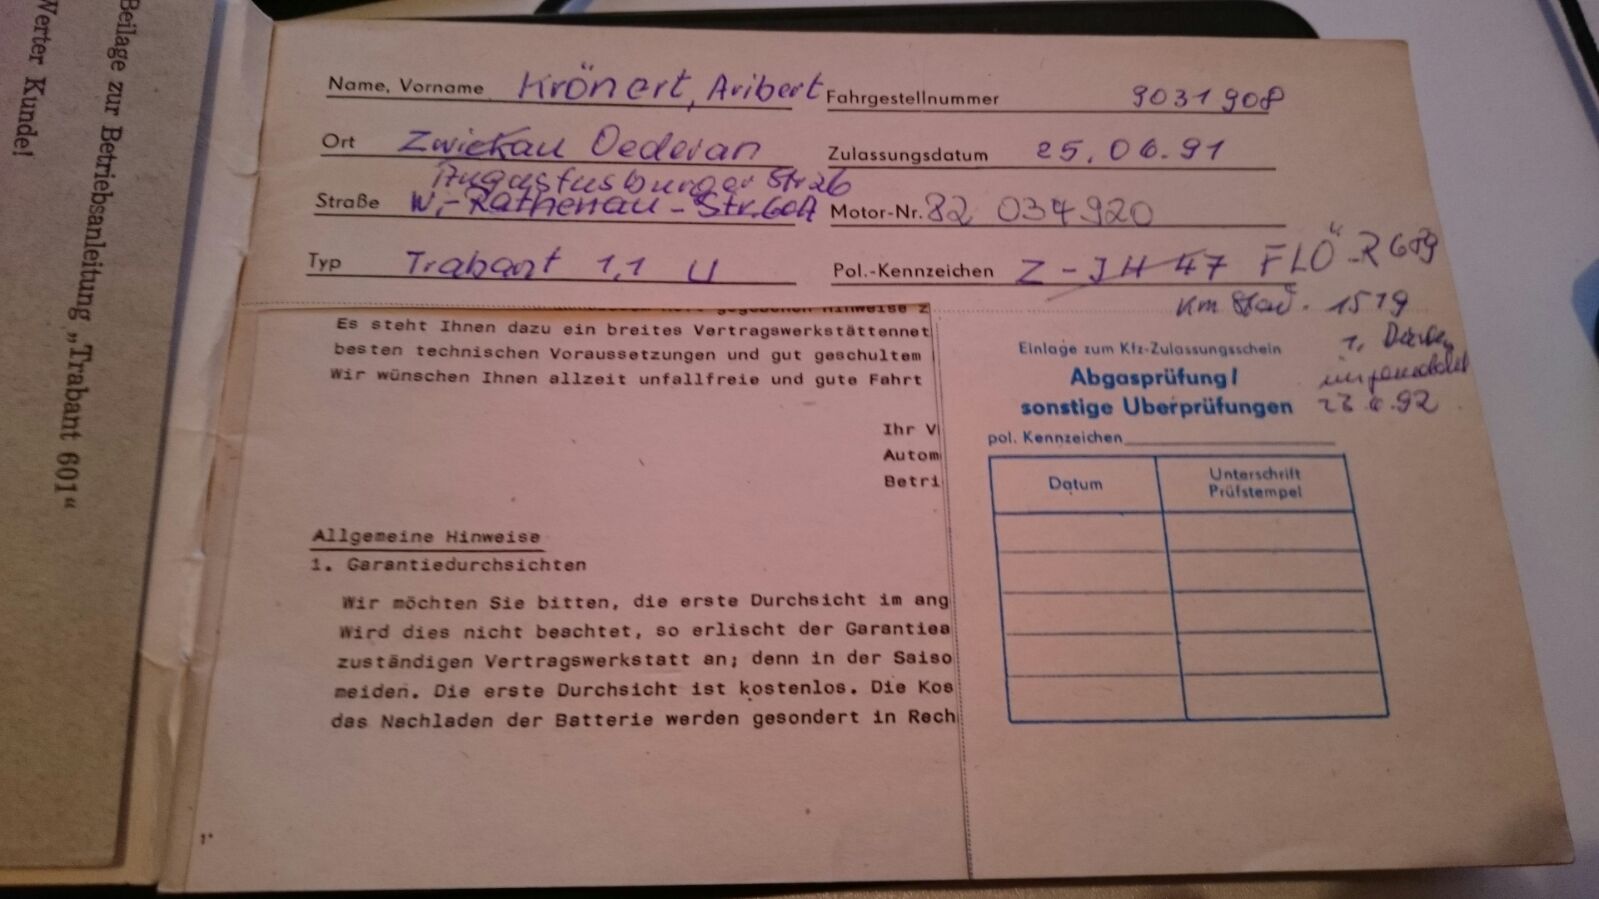 Beilage zur Betriebsanleitung „Trabant 601“
Werter Kunde!
Name, Vorname Krönert, Aribert
Fahrgestellnummer 9031908
Ort Zwickau Oederan
Zulassungsdatum 25.06.91
Augustusburger Str 26
Straße W.-Rathenau-Str. 60A
Motor-Nr. 82 034920
Typ Trabant 1,1 U
Pol.-Kennzeichen Z-JH 47 FLÖ-R 689
km Stand. 1519
1,
23.6.92
Es steht Ihnen dazu ein breites Vertragswerkstättennet
besten technischen Voraussetzungen und gut geschultem
Wir wünschen Ihnen allzeit unfallfreie und gute Fahrt
Ihr V
Autom
Betri
Allgemeine Hinweise
1. Garantiedurchsichten
Wir möchten Sie bitten, die erste Durchsicht im ang
Wird dies nicht beachtet, so erlischt der Garantiea
zuständigen Vertragswerkstatt an; denn in der Saiso
meiden. Die erste Durchsicht ist kostenlos. Die Kos
das Nachladen der Batterie werden gesondert in Rech
1*
Einlage zum Kfz-Zulassungsschein
Abgasprüfung/
sonstige Überprüfungen
pol. Kennzeichen
Datum
Unterschrift
Prüfstempel